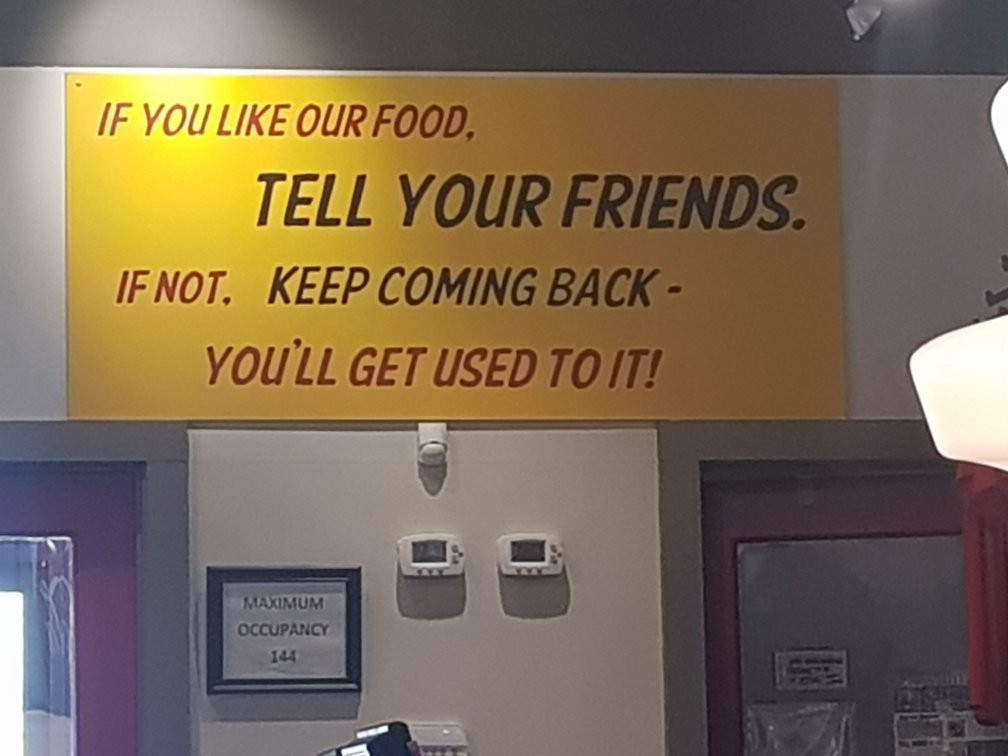 IF YOU LIKE OUR FOOD,
TELL YOUR FRIENDS.
IF NOT, KEEP COMING BACK -
YOU'LL GET USED TO IT!
MAXIMUM
OCCUPANCY
144